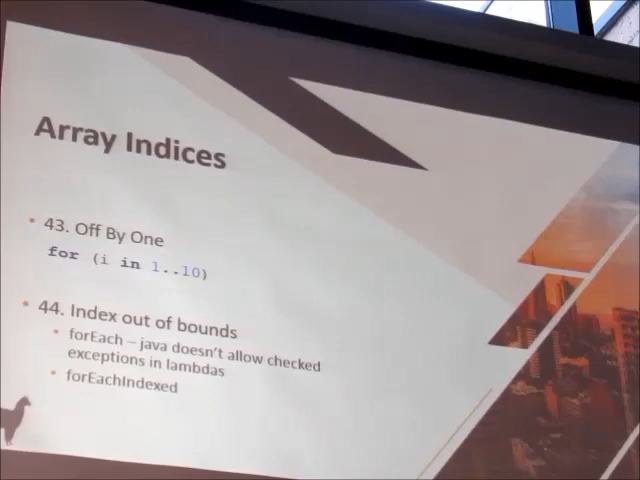 Array Indices
• 43. Off By One
for (i in 1..10)
• 44. Index out of bounds
• forEach – java doesn't allow checked
exceptions in lambdas
• forEachIndexed